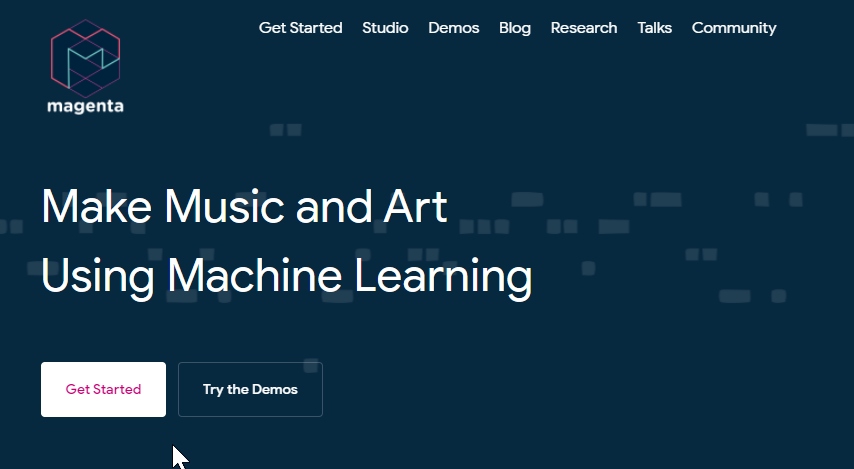 Get Started Studio Demos Blog Research Talks Community
magenta
Make Music and Art
Using Machine Learning
Get Started Try the Demos